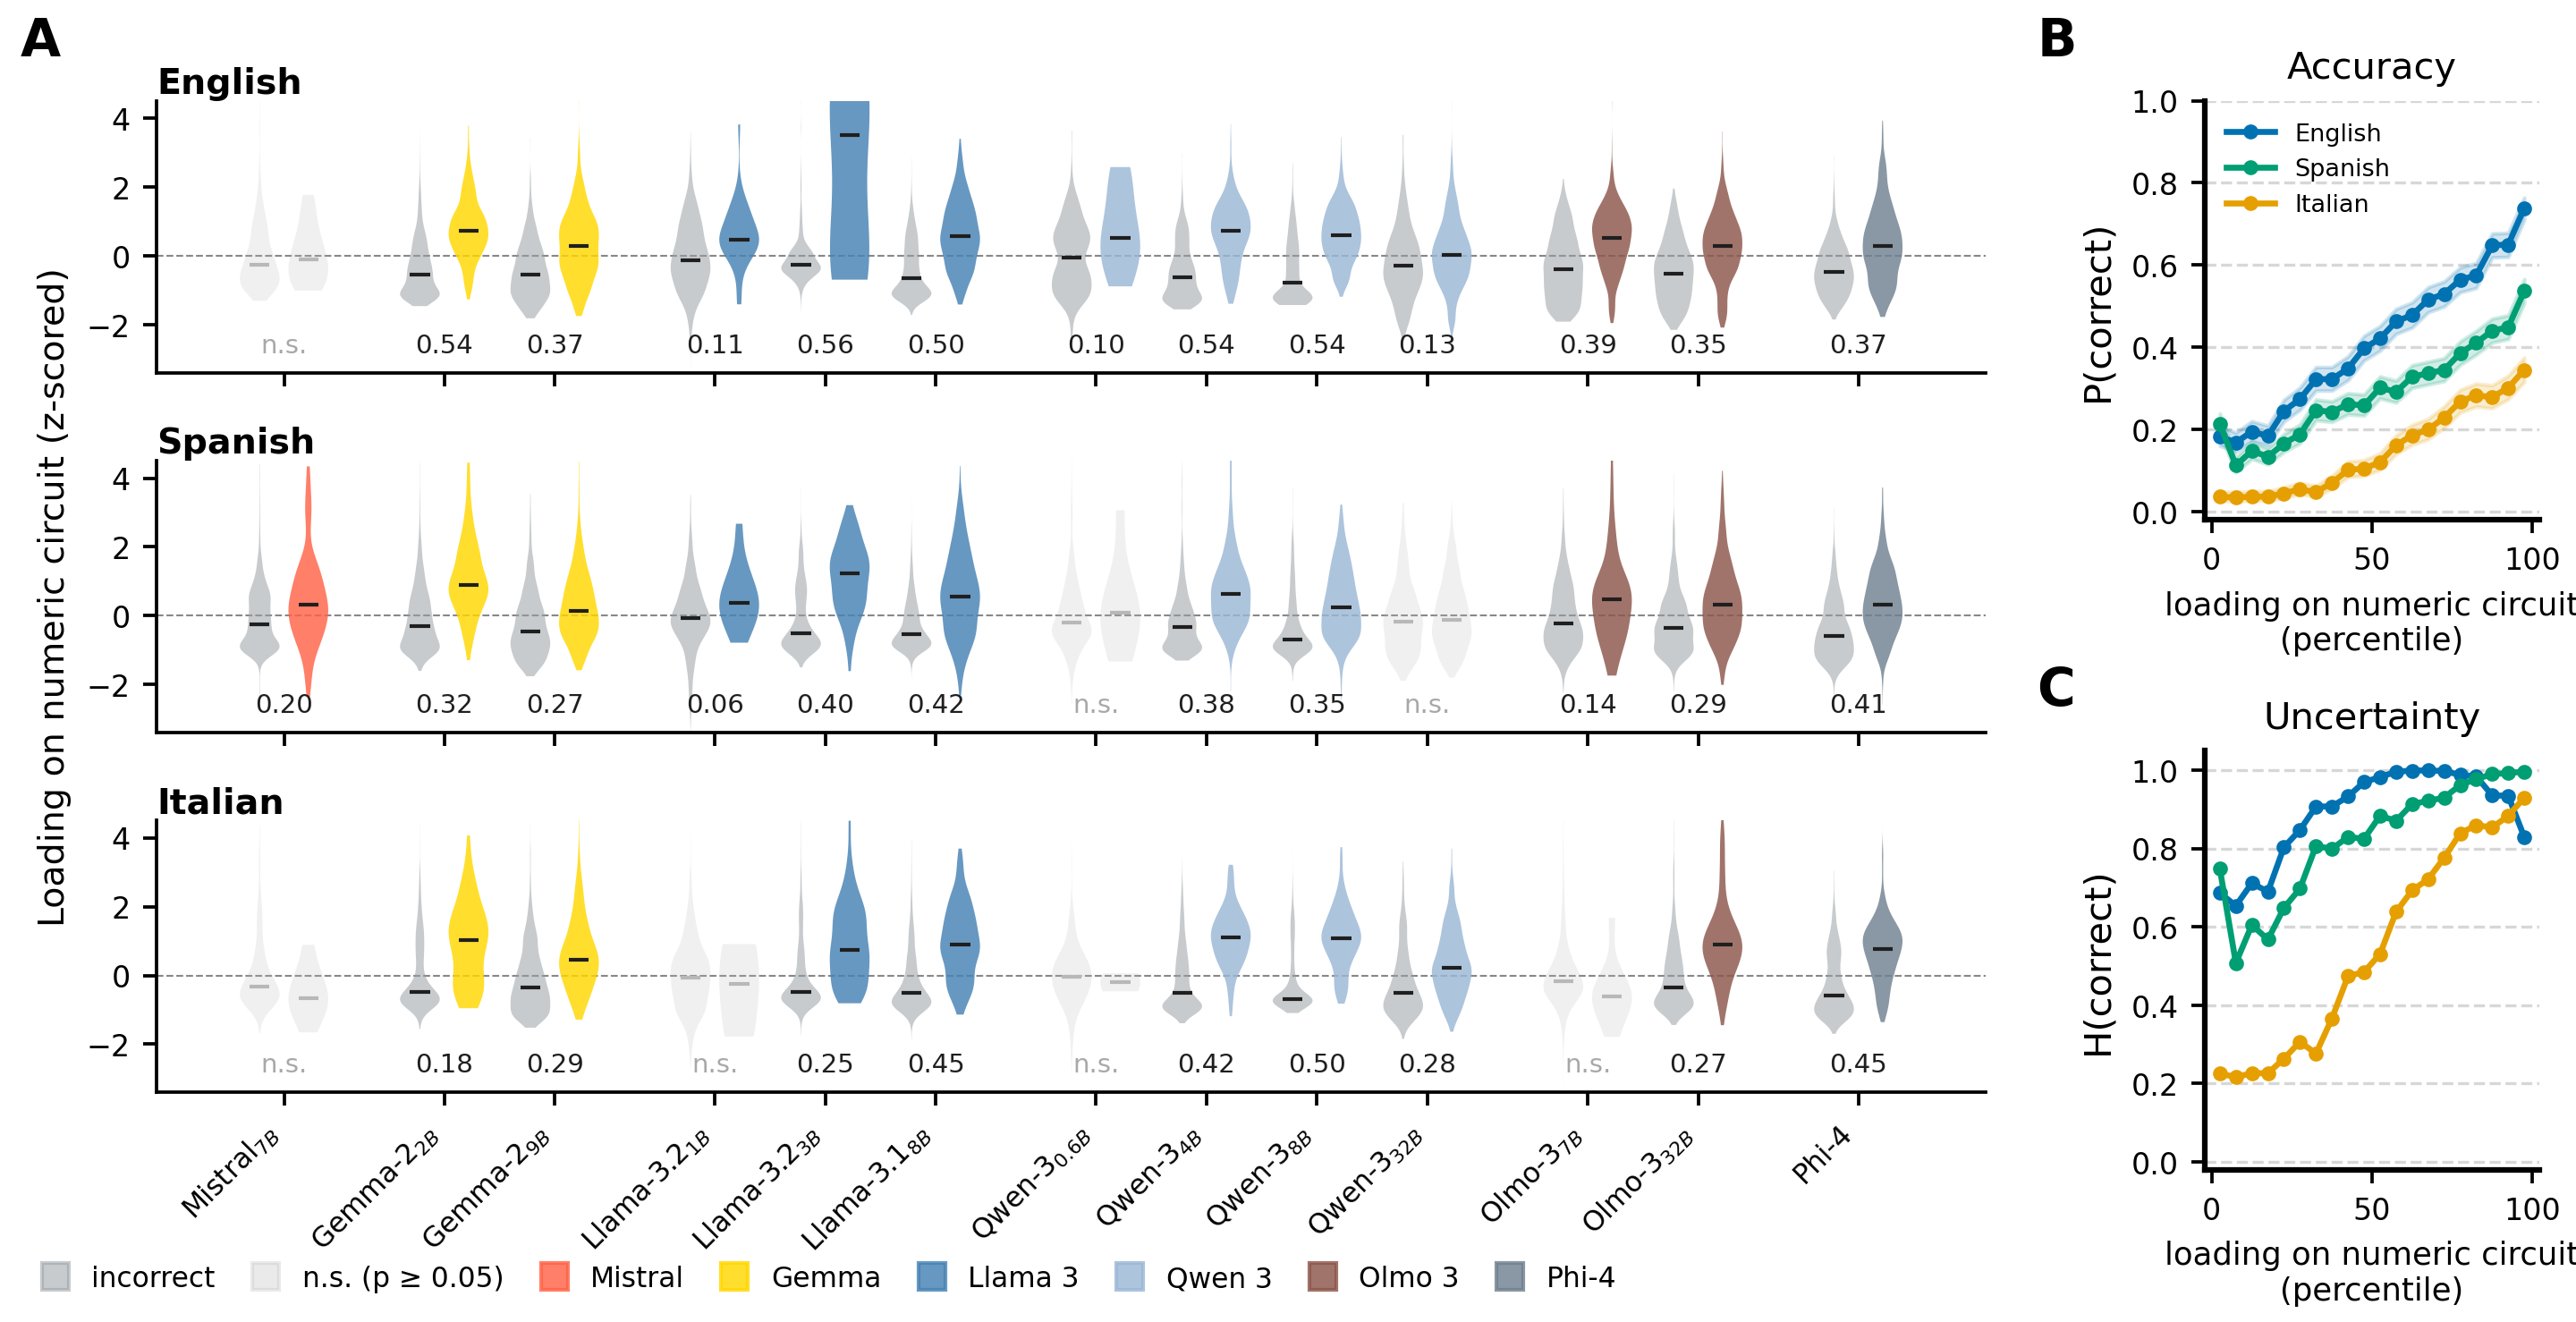 A
English
4
2
0
−2
n.s.
0.54
0.37
0.11
0.56
0.50
0.10
0.54
0.54
0.13
0.39
0.35
0.37
Loading on numeric circuit (z-scored)
Spanish
4
2
0
−2
0.20
0.32
0.27
0.06
0.40
0.42
n.s.
0.38
0.35
n.s.
0.14
0.29
0.41
Italian
4
2
0
−2
n.s.
0.18
0.29
n.s.
0.25
0.45
n.s.
0.42
0.50
0.28
n.s.
0.27
0.45
Mistral7B
Gemma-22B
Gemma-29B
Llama-3.21B
Llama-3.23B
Llama-3.18B
Qwen-30.6B
Qwen-34B
Qwen-38B
Qwen-332B
Olmo-37B
Olmo-332B
Phi-4
incorrect
n.s. (p ≥ 0.05)
Mistral
Gemma
Llama 3
Qwen 3
Olmo 3
Phi-4
B
Accuracy
1.0
0.8
0.6
0.4
0.2
0.0
P(correct)
English
Spanish
Italian
0
50
100
loading on numeric circuit
(percentile)
C
Uncertainty
1.0
0.8
0.6
0.4
0.2
0.0
H(correct)
0
50
100
loading on numeric circuit
(percentile)